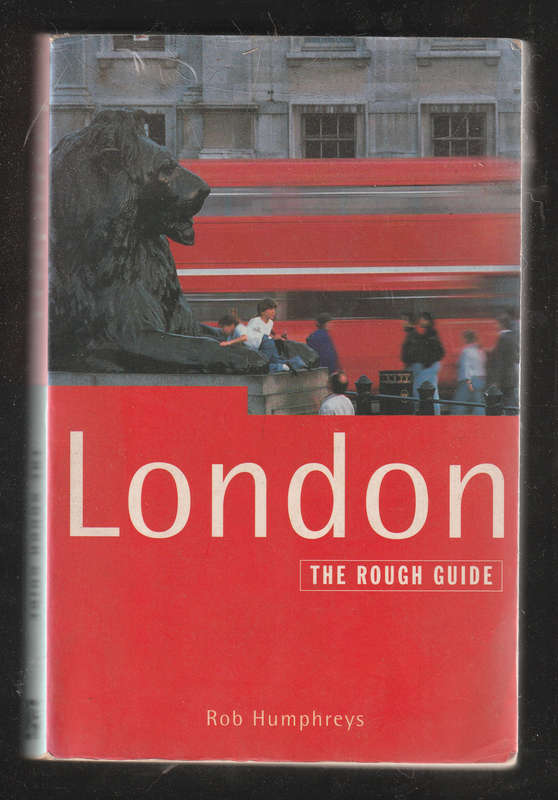 London
THE ROUGH GUIDE
Rob Humphreys